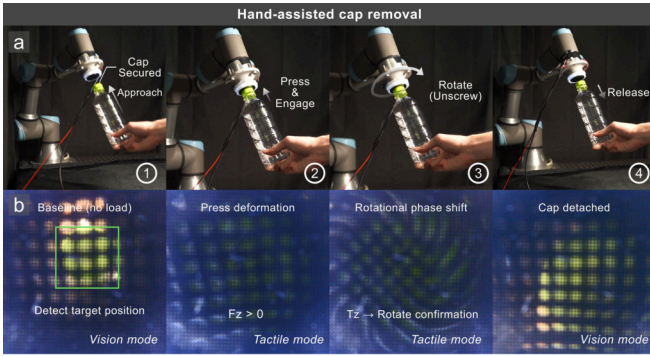 Hand-assisted cap removal
a
Cap
Secured
Approach
1
Press
&
Engage
2
Rotate
(Unscrew)
3
Release
4
b
Baseline (no load)
Detect target position
Vision mode
Press deformation
Fz > 0
Tactile mode
Rotational phase shift
Tz → Rotate confirmation
Tactile mode
Cap detached
Vision mode